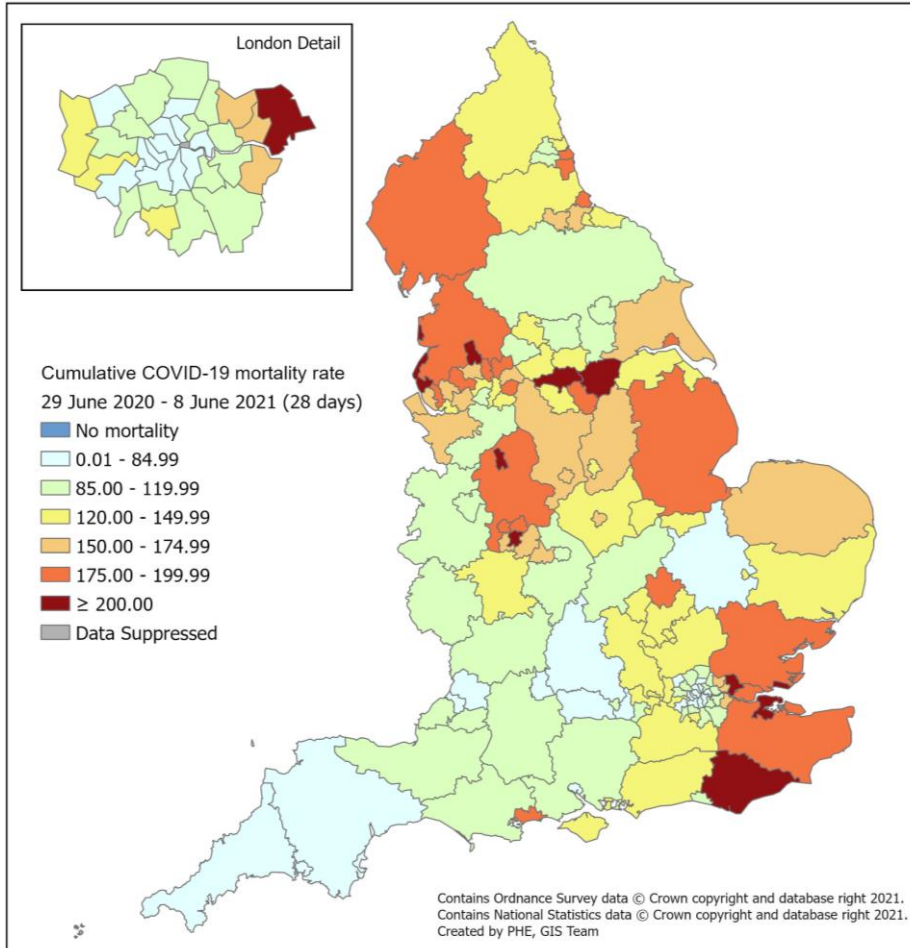 London Detail
Cumulative COVID-19 mortality rate
29 June 2020 - 8 June 2021 (28 days)
No mortality
0.01 - 84.99
85.00 - 119.99
120.00 - 149.99
150.00 - 174.99
175.00 - 199.99
≥ 200.00
Data Suppressed
Contains Ordnance Survey data © Crown copyright and database right 2021.
Contains National Statistics data © Crown copyright and database right 2021.
Created by PHE, GIS Team